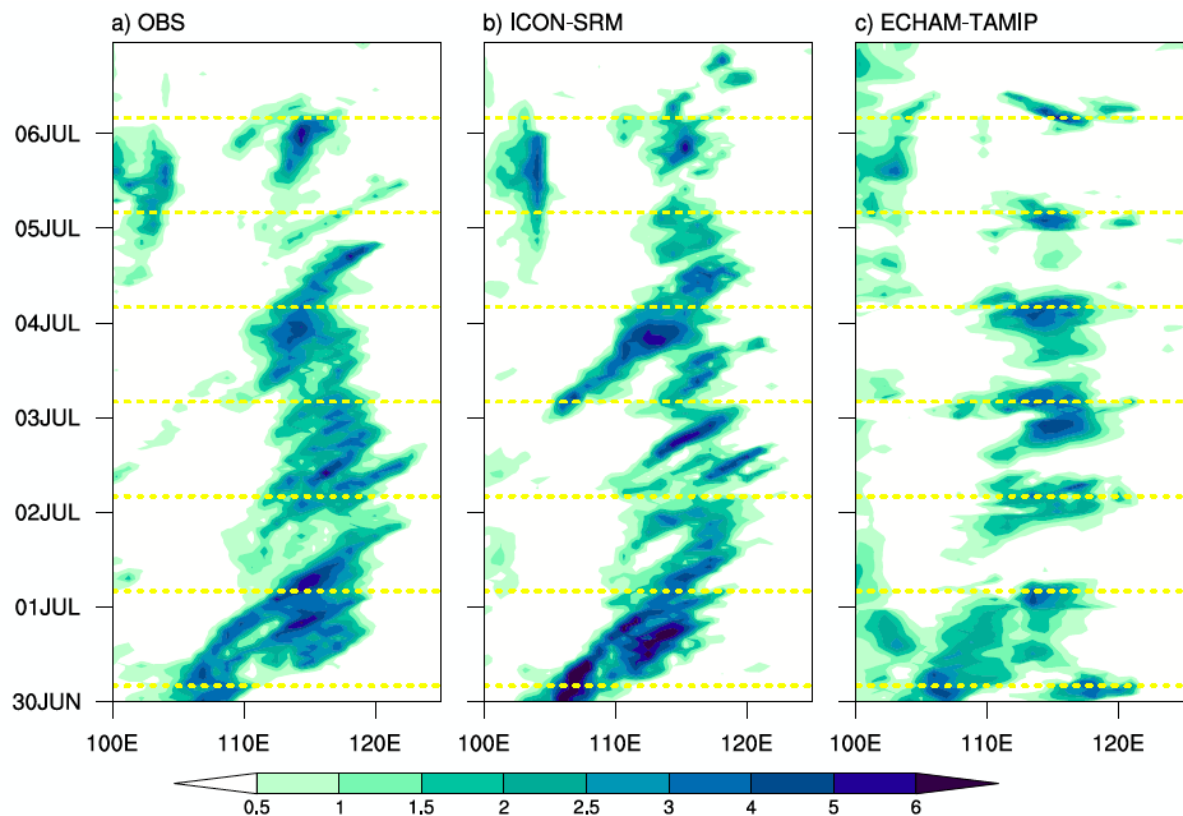 a) OBS
b) ICON-SRM
c) ECHAM-TAMIP
06JUL
05JUL
04JUL
03JUL
02JUL
01JUL
30JUN
100E 110E 120E 100E 110E 120E 100E 110E 120E
0.5 1 1.5 2 2.5 3 4 5 6